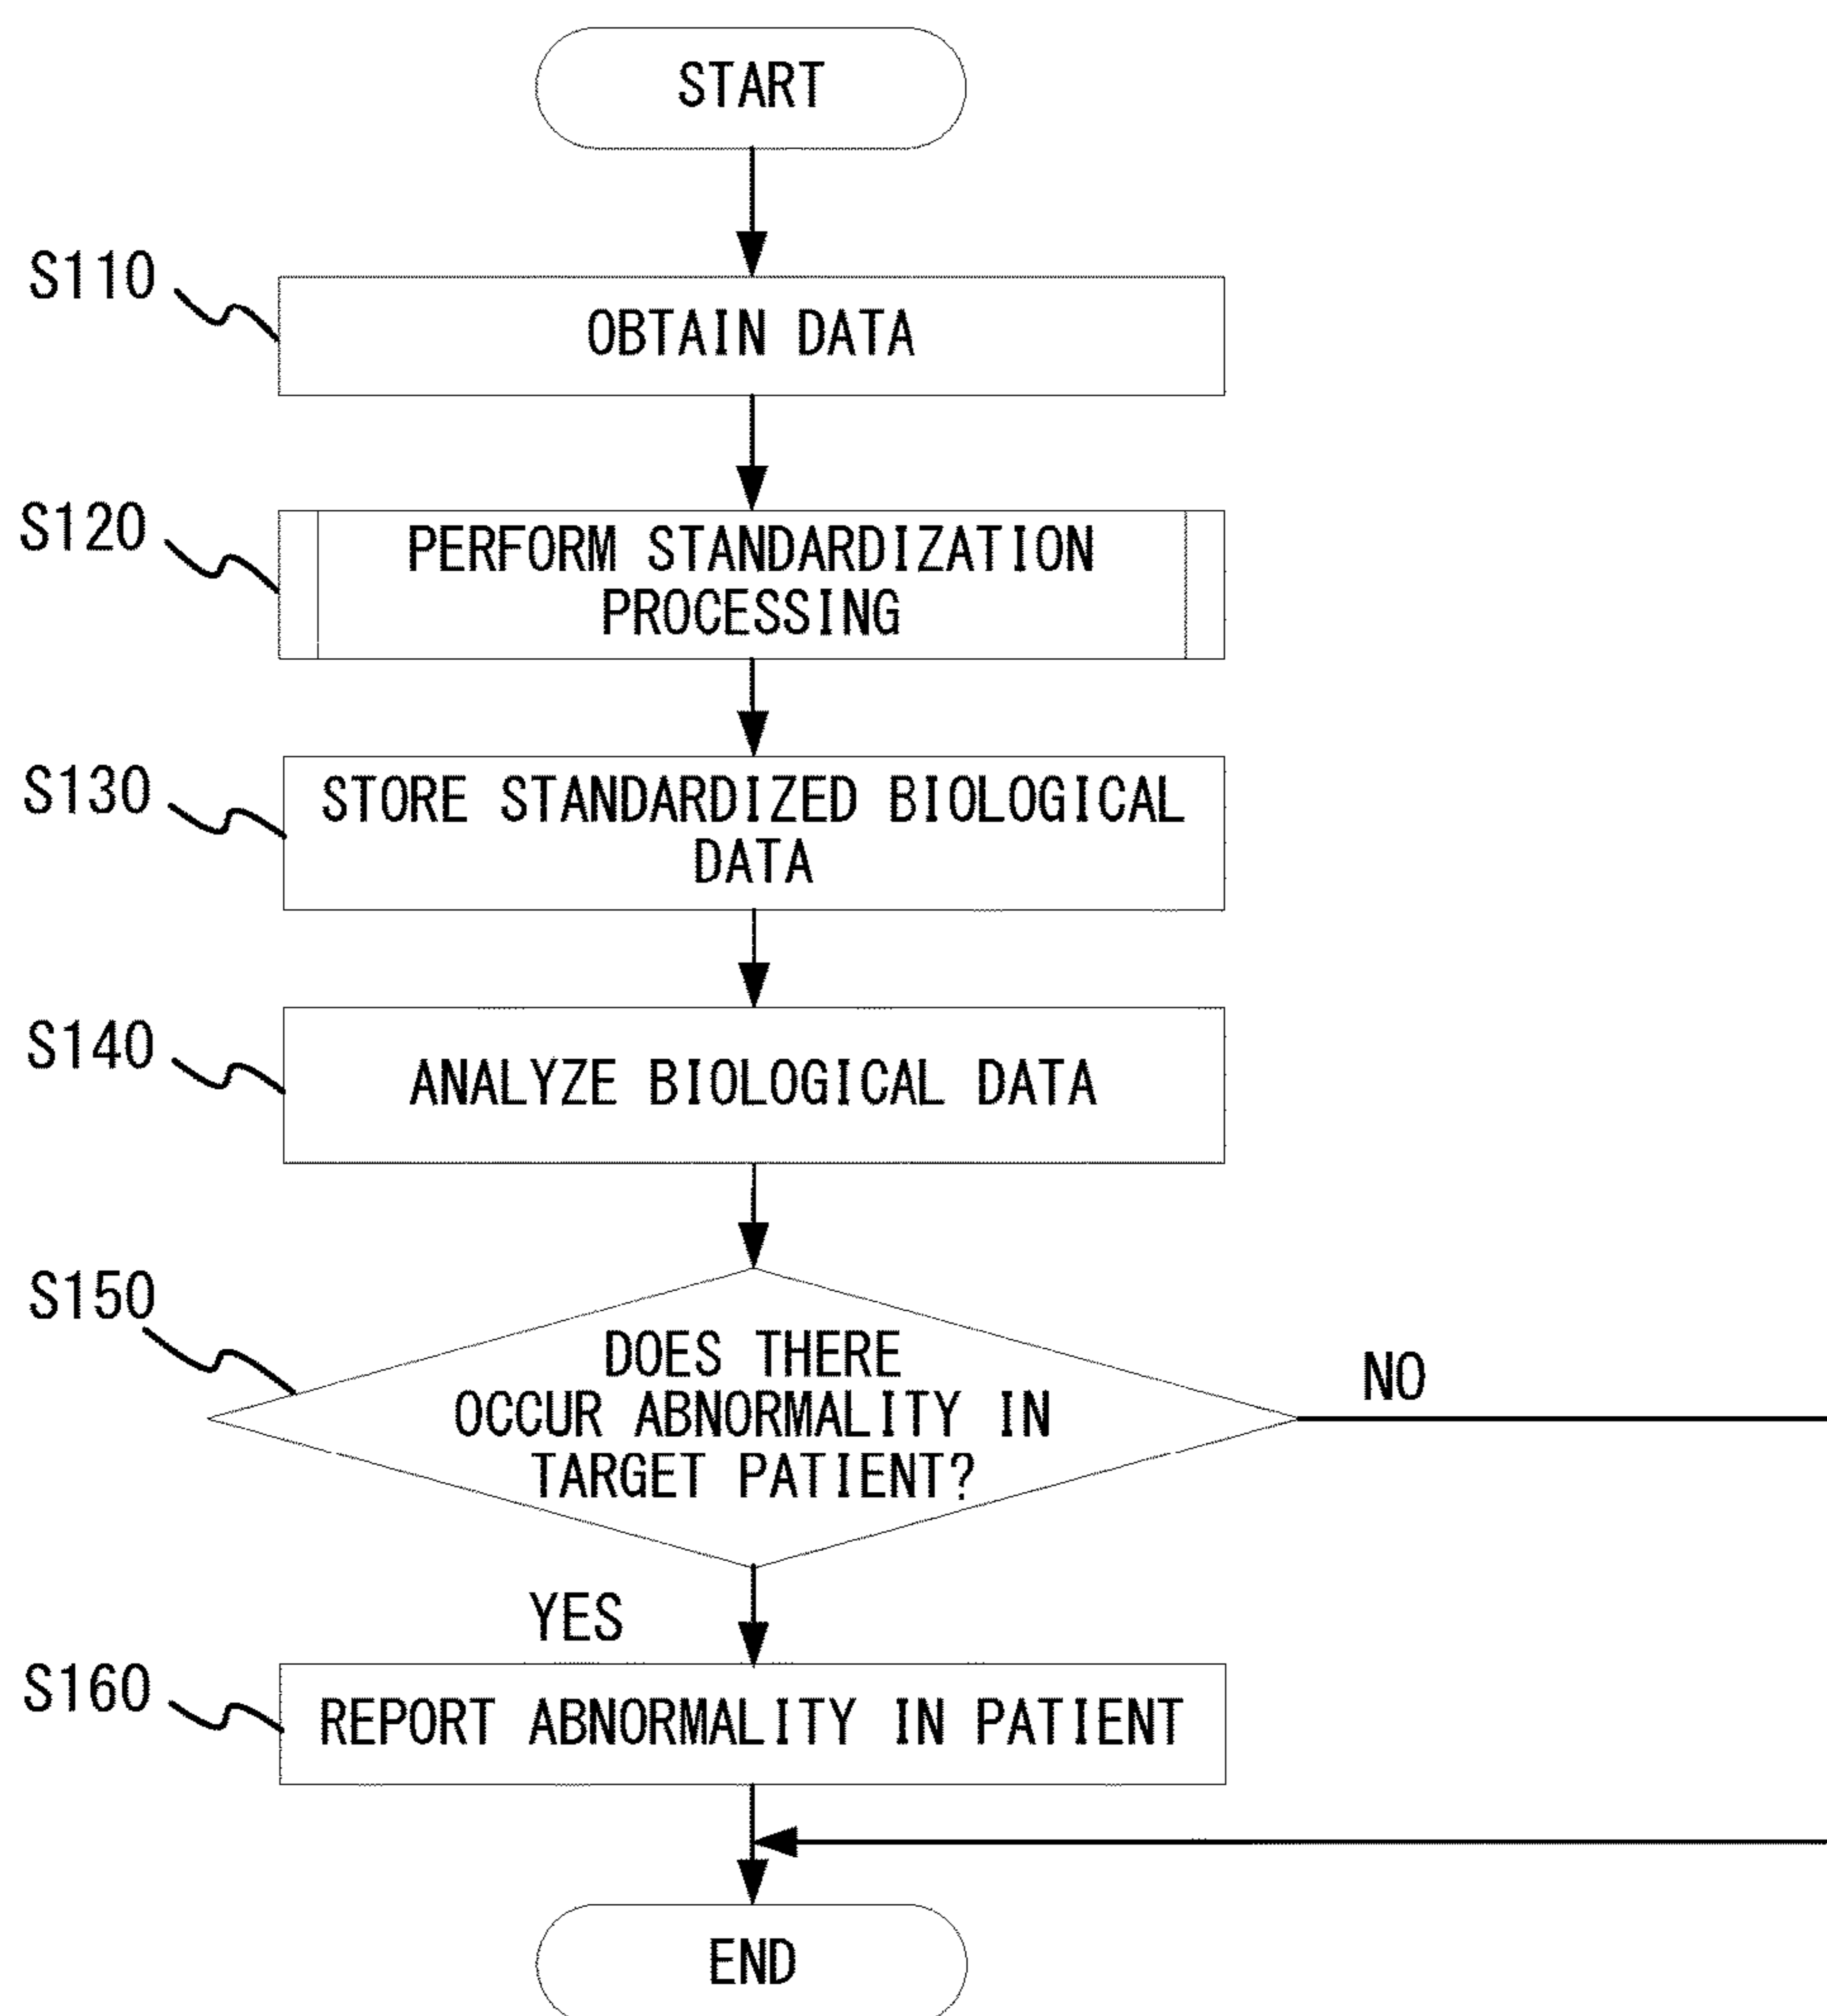 START
S110
OBTAIN DATA
S120
PERFORM STANDARDIZATION
PROCESSING
S130
STORE STANDARDIZED BIOLOGICAL
DATA
S140
ANALYZE BIOLOGICAL DATA
S150
DOES THERE
OCCUR ABNORMALITY IN
TARGET PATIENT?
NO
YES
S160
REPORT ABNORMALITY IN PATIENT
END